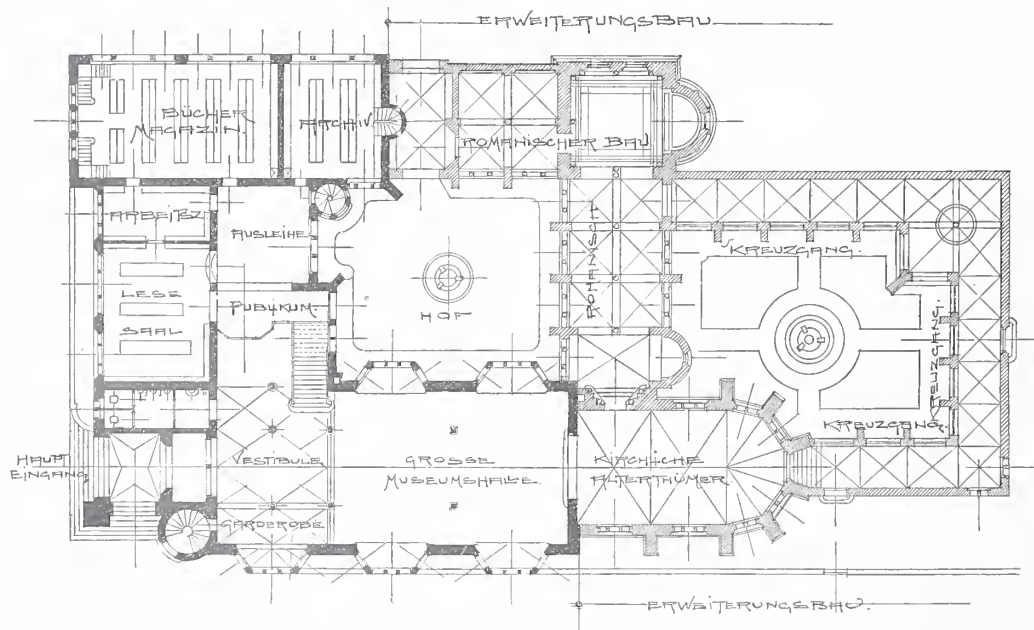 ERWEITERUNGSBAU
BÜCHER
MAGAZIN.
ARCHIV.
ROMANISCHER BAU
ARBEITSZ.
AUSLEIHE
ROMANISCH
KREUZGANG.
LESE
SAAL
PUBLIKUM.
HOF
KREUZGANG.
KREUZGANG.
HAUPT
EINGANG
VESTIBULE
GROSSE
MUSEUMSHALLE.
KIRCHLICHE
ALTERTHÜMER
GARDEROBE
ERWEITERUNGSBAU.